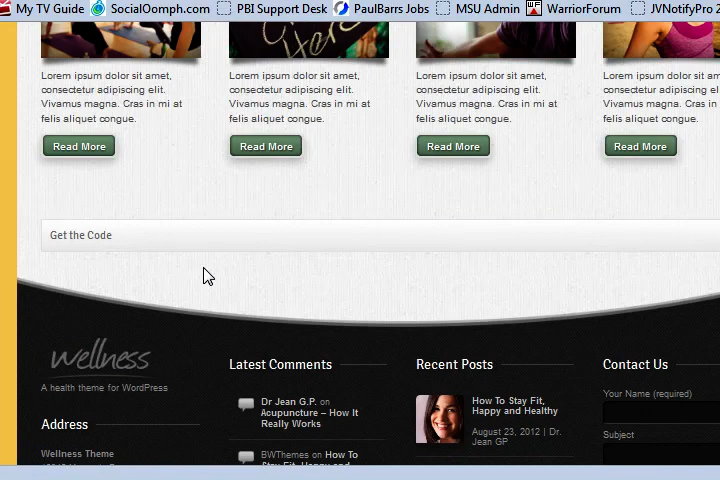 My TV Guide SocialOomph.com PBI Support Desk PaulBarrs Jobs MSU Admin WarriorForum JVNotifyPro 2
Lorem ipsum dolor sit amet,
consectetur adipiscing elit.
Vivamus magna. Cras in mi at
felis aliquet congue.
Read More
Lorem ipsum dolor sit amet,
consectetur adipiscing elit.
Vivamus magna. Cras in mi at
felis aliquet congue.
Read More
Lorem ipsum dolor sit amet,
consectetur adipiscing elit.
Vivamus magna. Cras in mi at
felis aliquet congue.
Read More
Lorem ipsum dolor sit amet,
consectetur adipiscing elit.
Vivamus magna. Cras in mi at
felis aliquet congue.
Read More
Get the Code
wellness
A health theme for WordPress
Address
Wellness Theme
Latest Comments
Dr Jean G.P. on
Acupuncture – How It
Really Works
BWThemes on How To
Stay Fit, Happy and
Recent Posts
How To Stay Fit,
Happy and Healthy
August 23, 2012 | Dr.
Jean GP
Contact Us
Your Name (required)
Subject